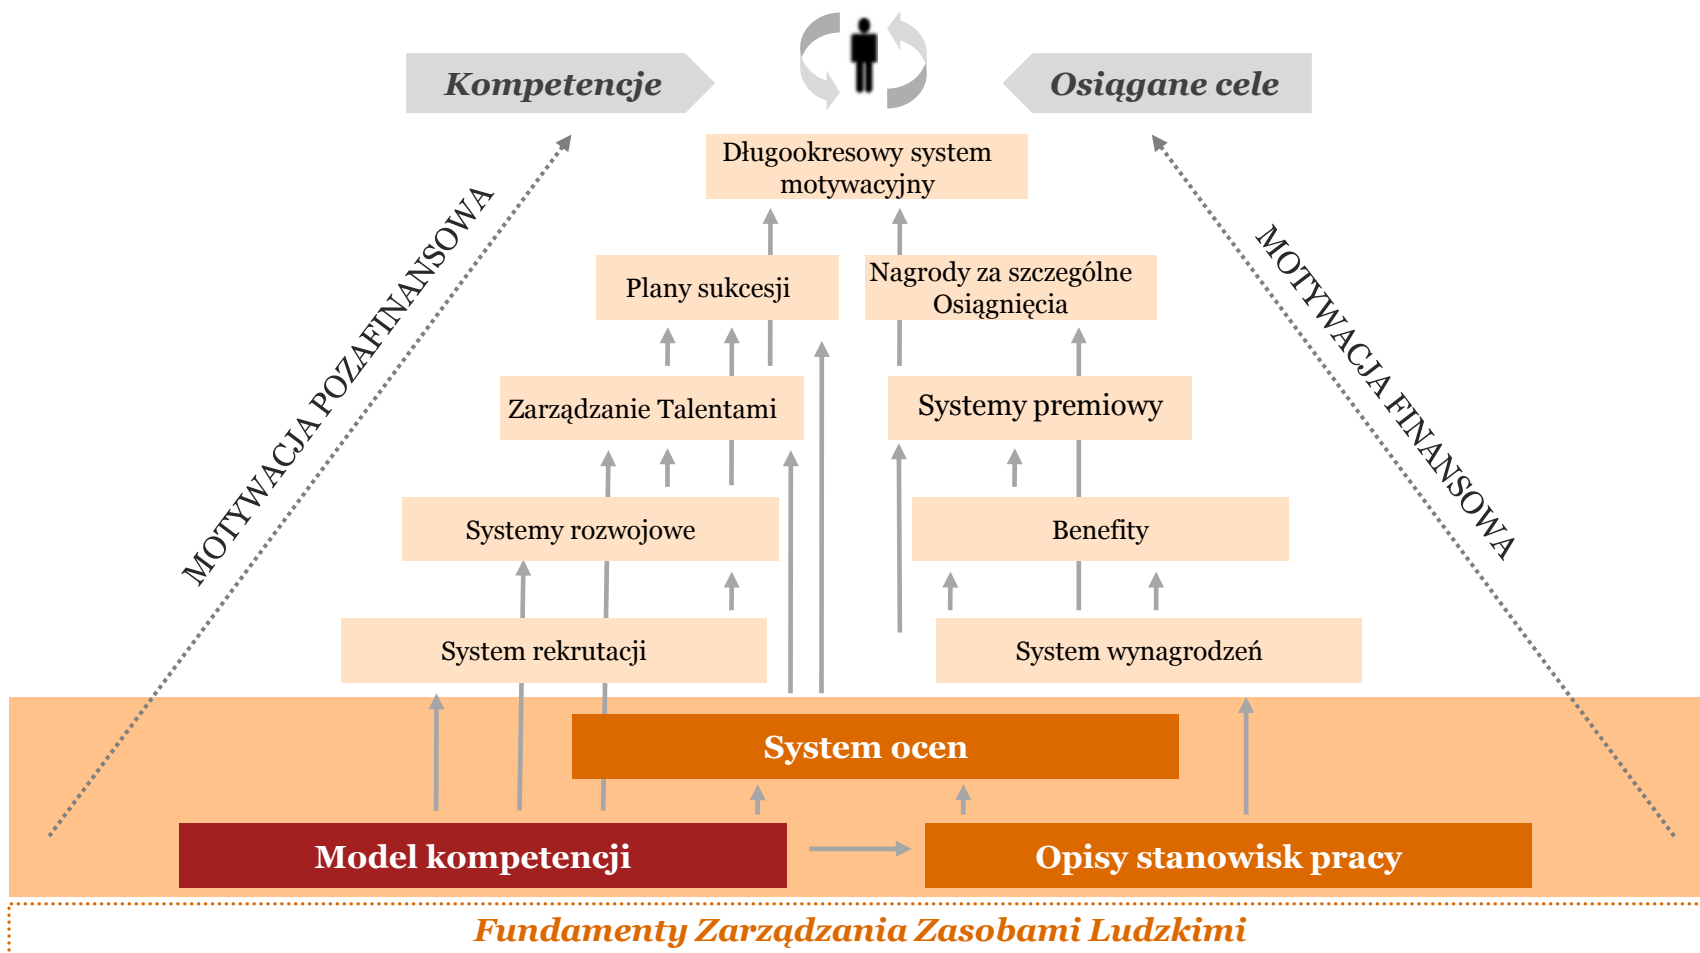 Kompetencje
Osiągane cele
Długookresowy system
motywacyjny
MOTYWACJA POZAFINANSOWA
MOTYWACJA FINANSOWA
Plany sukcesji
Nagrody za szczególne
Osiągnięcia
Zarządzanie Talentami
Systemy premiowy
Systemy rozwojowe
Benefity
System rekrutacji
System wynagrodzeń
System ocen
Model kompetencji
Opisy stanowisk pracy
Fundamenty Zarządzania Zasobami Ludzkimi